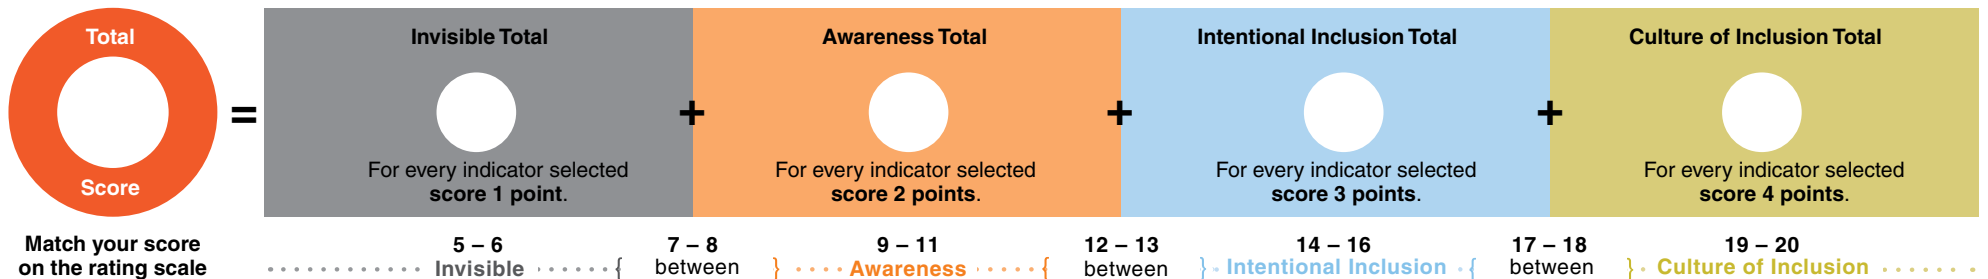 Total
Score
=
Invisible Total
For every indicator selected
score 1 point.
+
Awareness Total
For every indicator selected
score 2 points.
+
Intentional Inclusion Total
For every indicator selected
score 3 points.
+
Culture of Inclusion Total
For every indicator selected
score 4 points.
Match your score
on the rating scale
5 – 6
Invisible
7 – 8
between
9 – 11
Awareness
12 – 13
between
14 – 16
Intentional Inclusion
17 – 18
between
19 – 20
Culture of Inclusion